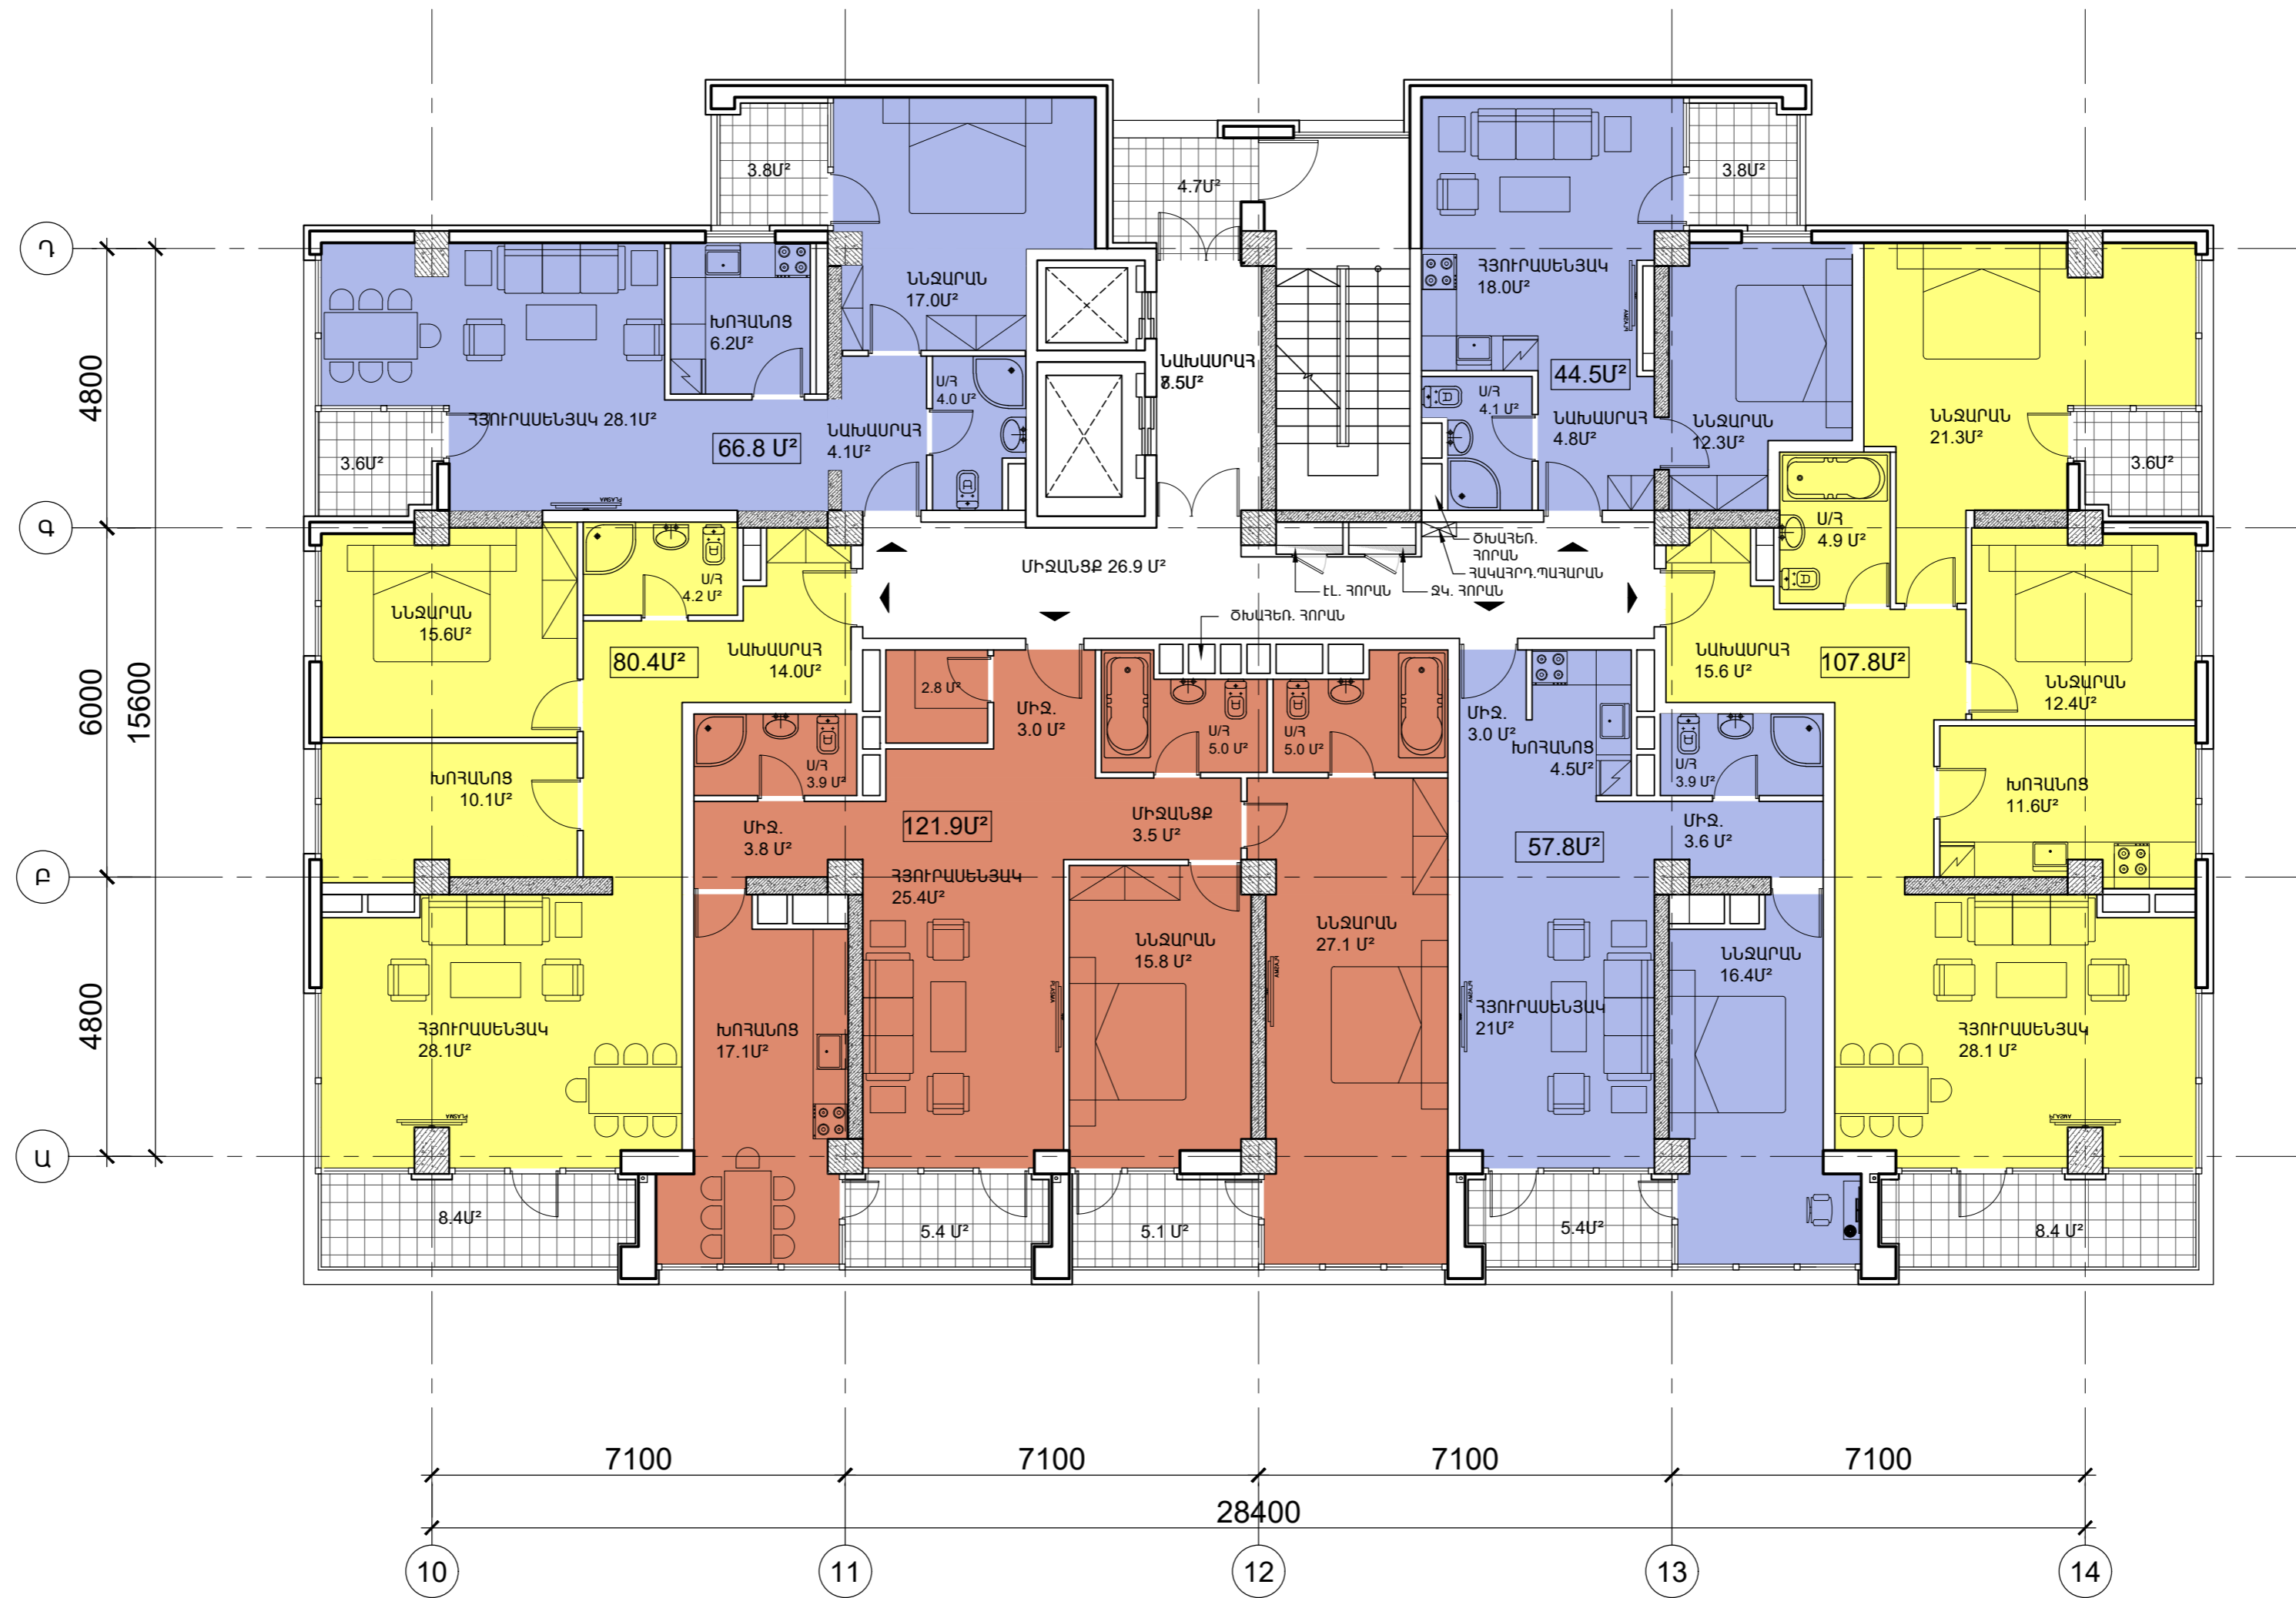 3.8Մ²
4.7Մ²
3.8Մ²
Դ
ՆՆՋԱՐԱՆ
17.0Մ²
ՀՅՈՒՐԱՍԵՆՅԱԿ
18.0Մ²
PLASMA
ԽՈՀԱՆՈՑ
6.2Մ²
ՆԱԽԱՍՐԱՀ
44.5Մ²
Ս/Հ
4.0 Մ²
Ս/Հ
4.1 Մ²
4800
ՀՅՈՒՐԱՍԵՆՅԱԿ 28.1Մ²
66.8 Մ²
ՆԱԽԱՍՐԱՀ
4.1Մ²
ՆԱԽԱՍՐԱՀ
4.8Մ²
ՆՆՋԱՐԱՆ
12.3Մ²
ՆՆՋԱՐԱՆ
21.3Մ²
3.6Մ²
3.6Մ²
PLASMA
Գ
Ս/Հ
4.9 Մ²
ԾԽԱՀԵՌ.
ՀՈՐԱՆ
ՀԱԿԱՀՐԴ.ՊԱՀԱՐԱՆ
ԷԼ. ՀՈՐԱՆ
ՋԿ. ՀՈՐԱՆ
ԾԽԱՀԵՌ. ՀՈՐԱՆ
ՄԻՋԱՆՑՔ 26.9 Մ²
Ս/Հ
4.2 Մ²
ՆՆՋԱՐԱՆ
15.6Մ²
80.4Մ²
ՆԱԽԱՍՐԱՀ
14.0Մ²
ՆԱԽԱՍՐԱՀ
15.6 Մ²
107.8Մ²
ՆՆՋԱՐԱՆ
12.4Մ²
6000
15600
2.8 Մ²
ՄԻՋ.
3.0 Մ²
Ս/Հ
5.0 Մ²
Ս/Հ
5.0 Մ²
ՄԻՋ.
3.0 Մ²
ԽՈՀԱՆՈՑ
4.5Մ²
Ս/Հ
3.9 Մ²
Ս/Հ
3.9 Մ²
ԽՈՀԱՆՈՑ
10.1Մ²
ԽՈՀԱՆՈՑ
11.6Մ²
ՄԻՋ.
3.8 Մ²
121.9Մ²
ՄԻՋԱՆՑՔ
3.5 Մ²
57.8Մ²
ՄԻՋ.
3.6 Մ²
Բ
ՀՅՈՒՐԱՍԵՆՅԱԿ
25.4Մ²
ՆՆՋԱՐԱՆ
15.8 Մ²
ՆՆՋԱՐԱՆ
27.1 Մ²
ՆՆՋԱՐԱՆ
16.4Մ²
PLASMA
PLASMA
PLASMA
4800
ՀՅՈՒՐԱՍԵՆՅԱԿ
28.1Մ²
ԽՈՀԱՆՈՑ
17.1Մ²
ՀՅՈՒՐԱՍԵՆՅԱԿ
21Մ²
ՀՅՈՒՐԱՍԵՆՅԱԿ
28.1 Մ²
PLASMA
PLASMA
Ա
8.4Մ²
5.4 Մ²
5.1 Մ²
5.4Մ²
8.4 Մ²
7100
7100
7100
7100
28400
10
11
12
13
14